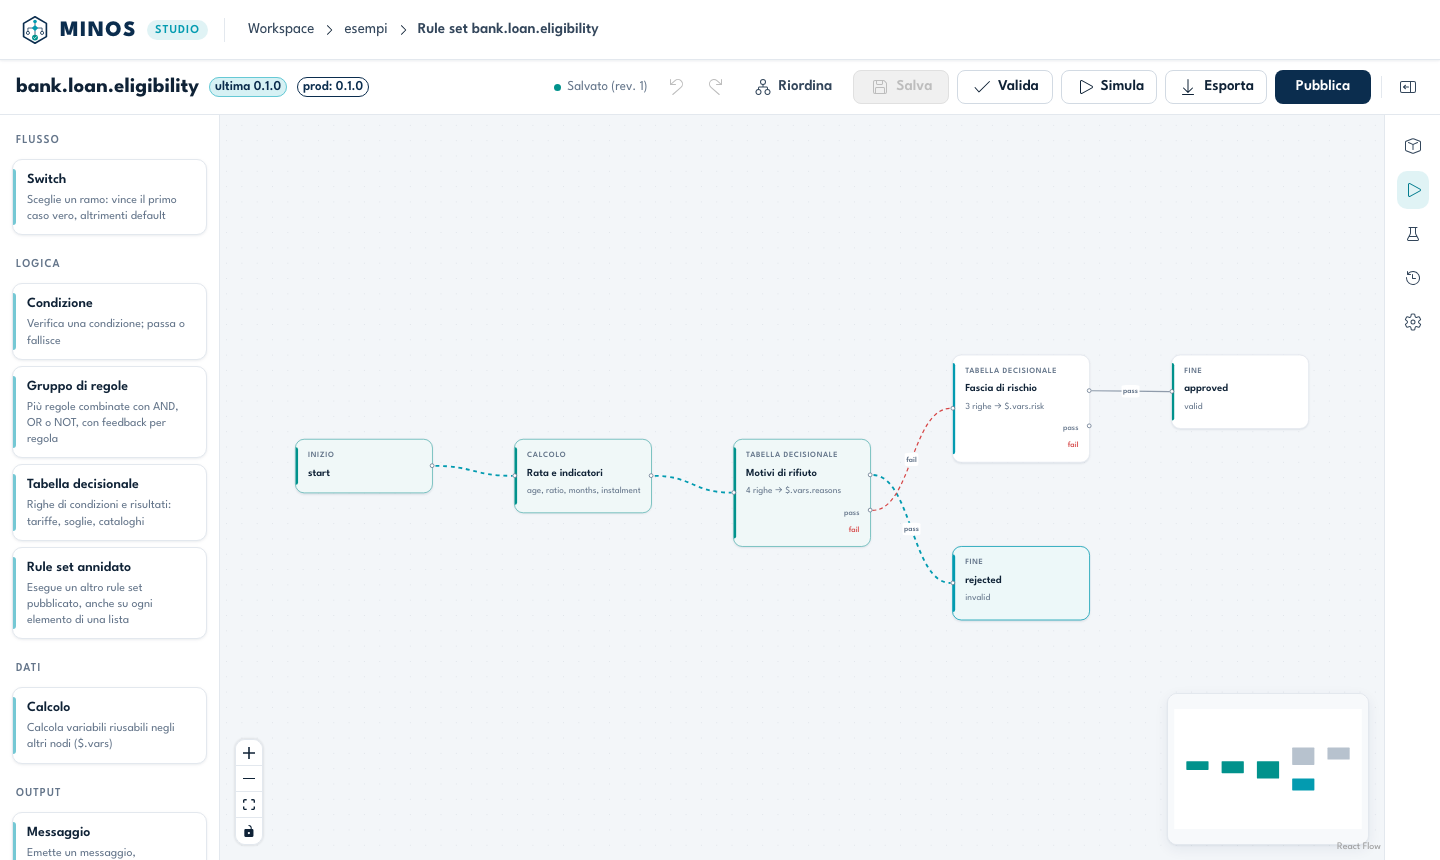 MINOS STUDIO
Workspace > esempi > Rule set bank.loan.eligibility
bank.loan.eligibility ultima 0.1.0 prod: 0.1.0
Salvato (rev. 1) Riordina Salva Valida Simula Esporta Pubblica
FLUSSO
Switch
Sceglie un ramo: vince il primo
caso vero, altrimenti default
LOGICA
Condizione
Verifica una condizione; passa o
fallisce
Gruppo di regole
Più regole combinate con AND,
OR o NOT, con feedback per
regola
Tabella decisionale
Righe di condizioni e risultati:
tariffe, soglie, cataloghi
Rule set annidato
Esegue un altro rule set
pubblicato, anche su ogni
elemento di una lista
DATI
Calcolo
Calcola variabili riusabili negli
altri nodi ($.vars)
OUTPUT
Messaggio
Emette un messaggio,
INIZIO
start
CALCOLO
Rata e indicatori
age, ratio, months, instalment
TABELLA DECISIONALE
Motivi di rifiuto
4 righe → $.vars.reasons
pass
fail
fail
pass
TABELLA DECISIONALE
Fascia di rischio
3 righe → $.vars.risk
pass
fail
pass
FINE
approved
valid
FINE
rejected
invalid
React Flow